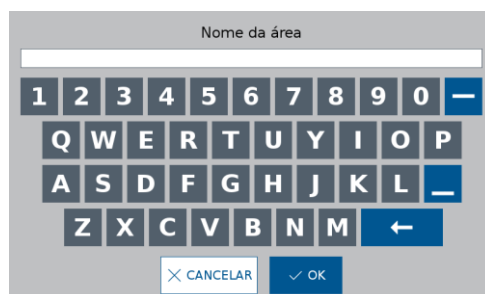 Nome da área
1 2 3 4 5 6 7 8 9 0 —
Q W E R T U Y I O P
A S D F G H J K L _
Z X C V B N M ←
× CANCELAR ✓ OK